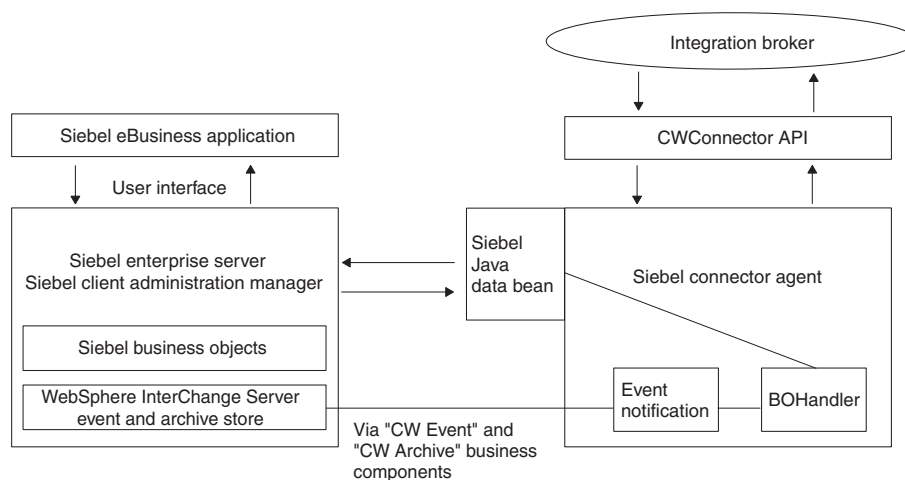 Integration broker
Siebel eBusiness application
CWConnector API
User interface
Siebel enterprise server
Siebel client administration manager
Siebel
Java
data bean
Siebel connector agent
Siebel business objects
WebSphere InterChange Server
event and archive store
Event
notification
BOHandler
Via "CW Event" and
"CW Archive" business
components